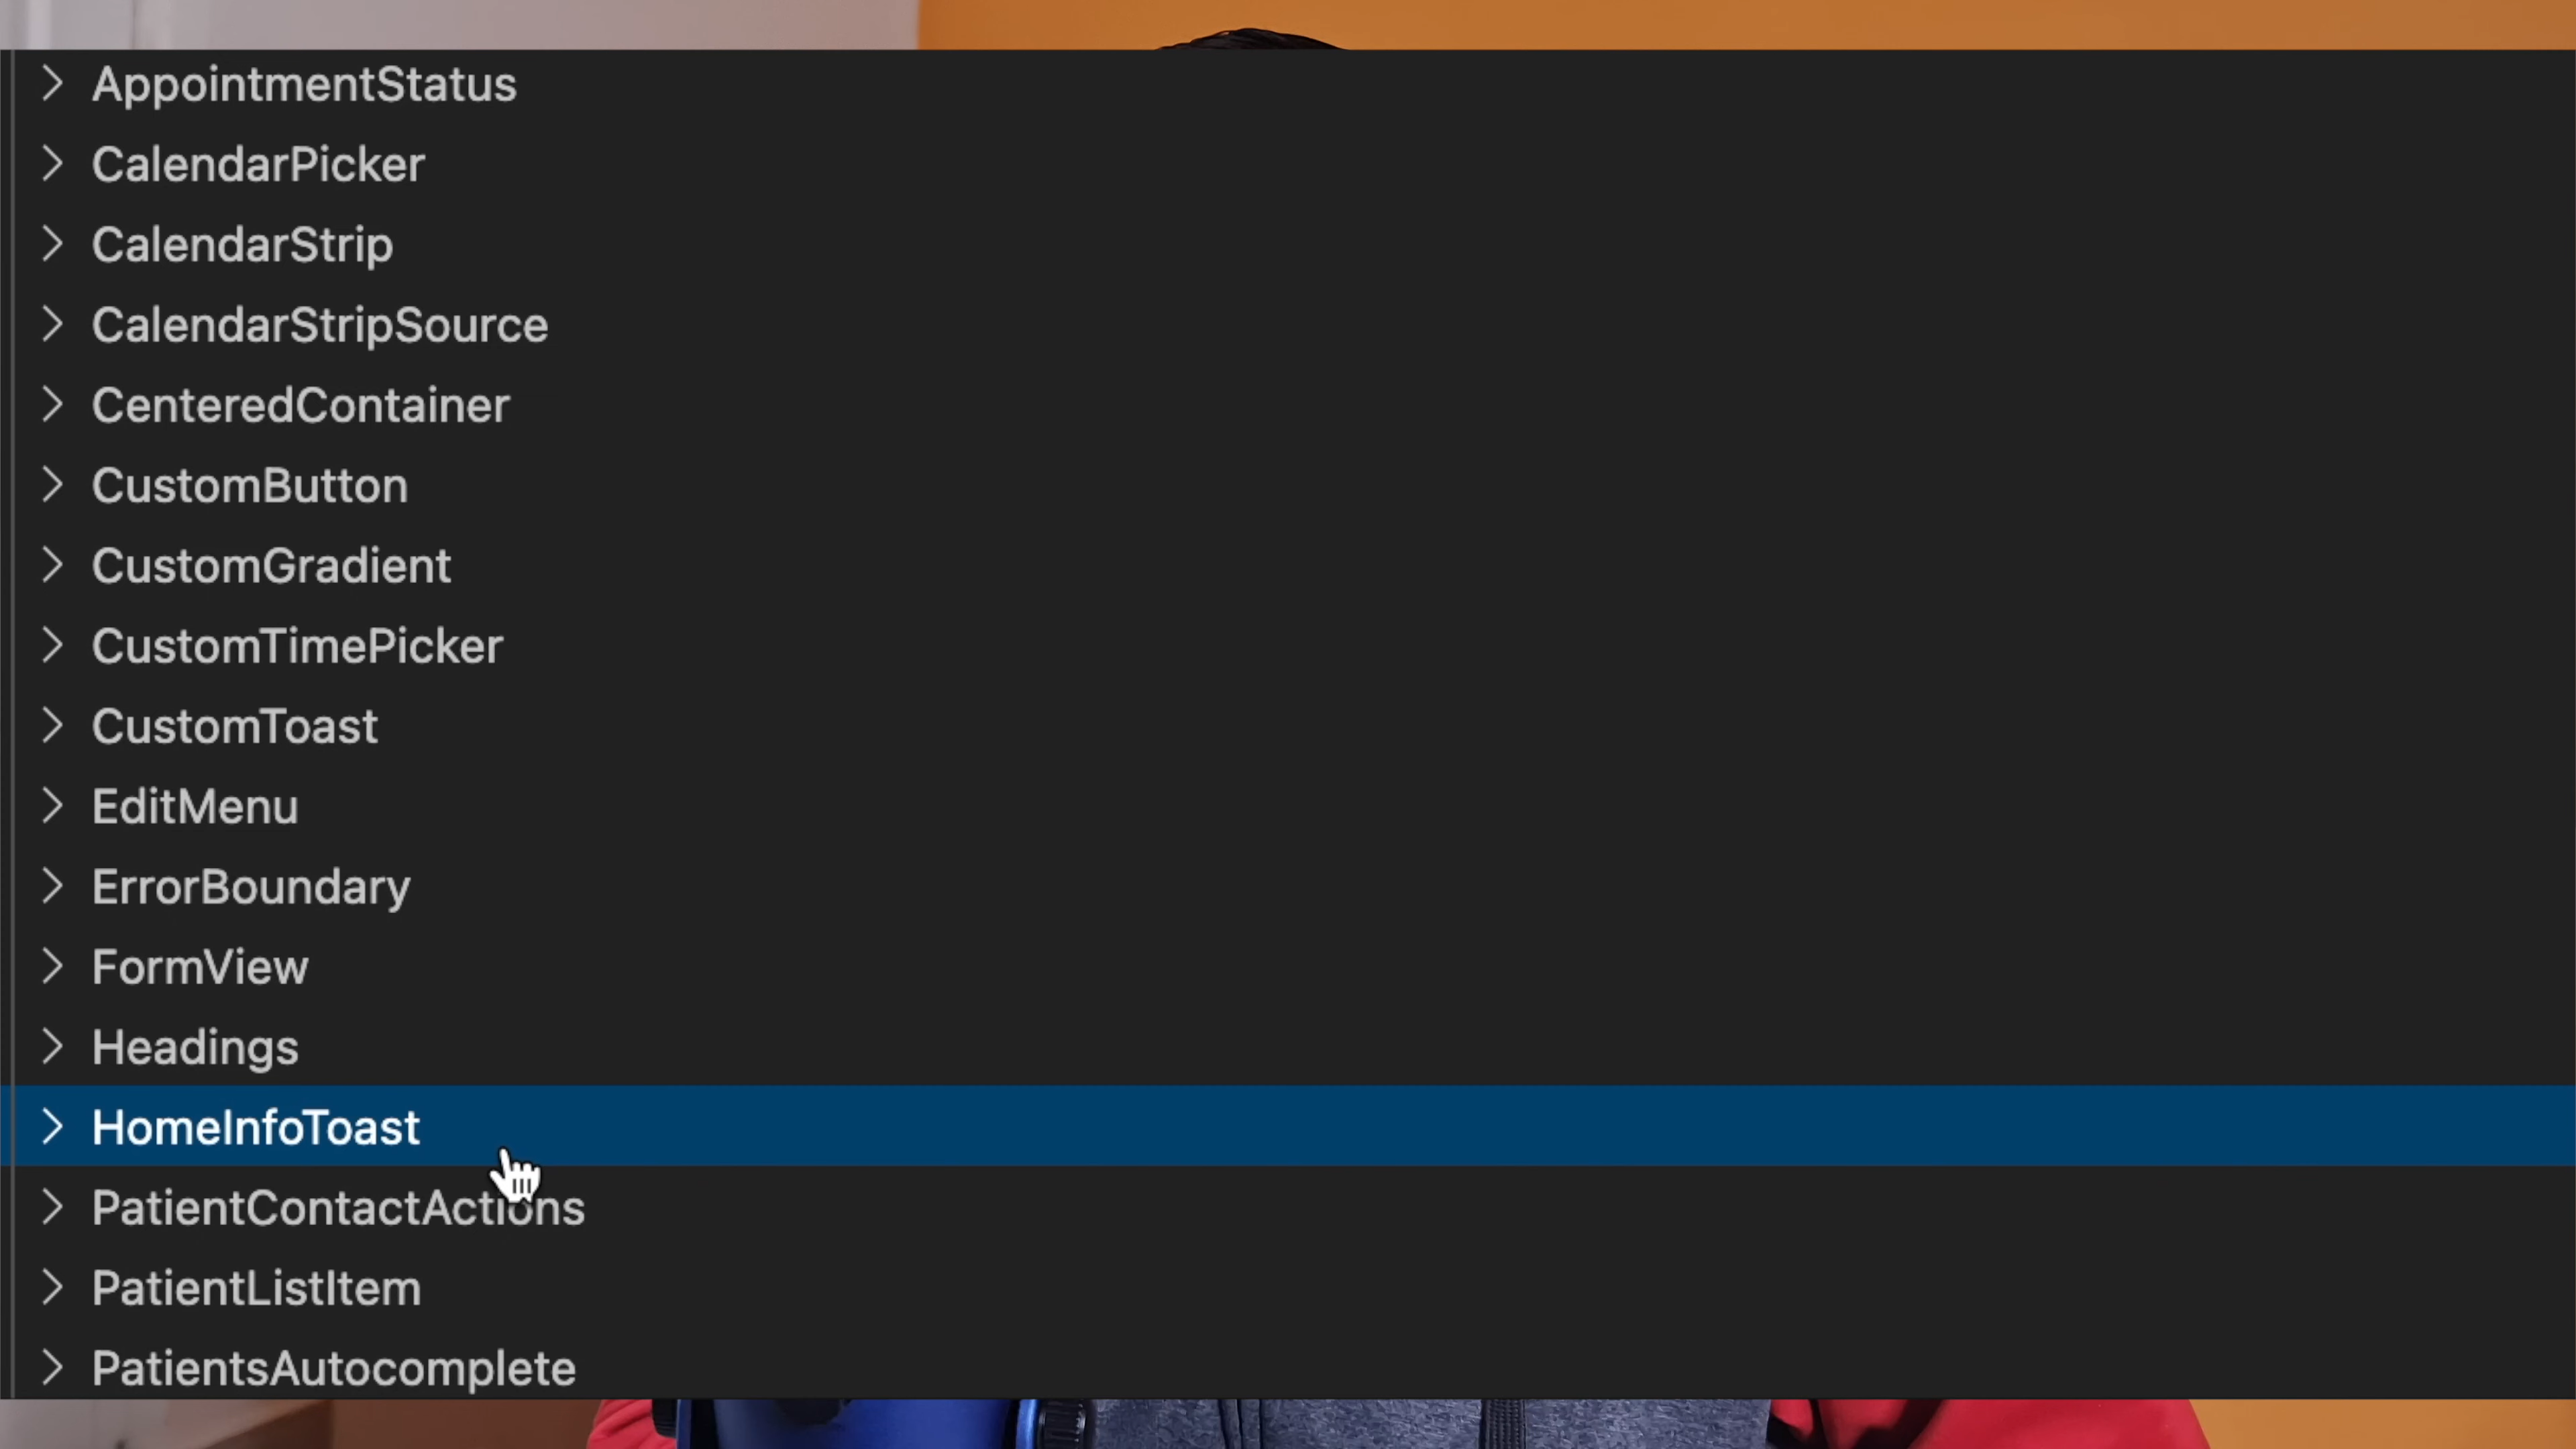 AppointmentStatus
CalendarPicker
CalendarStrip
CalendarStripSource
CenteredContainer
CustomButton
CustomGradient
CustomTimePicker
CustomToast
EditMenu
ErrorBoundary
FormView
Headings
HomeInfoToast
PatientContactActions
PatientListItem
PatientsAutocomplete